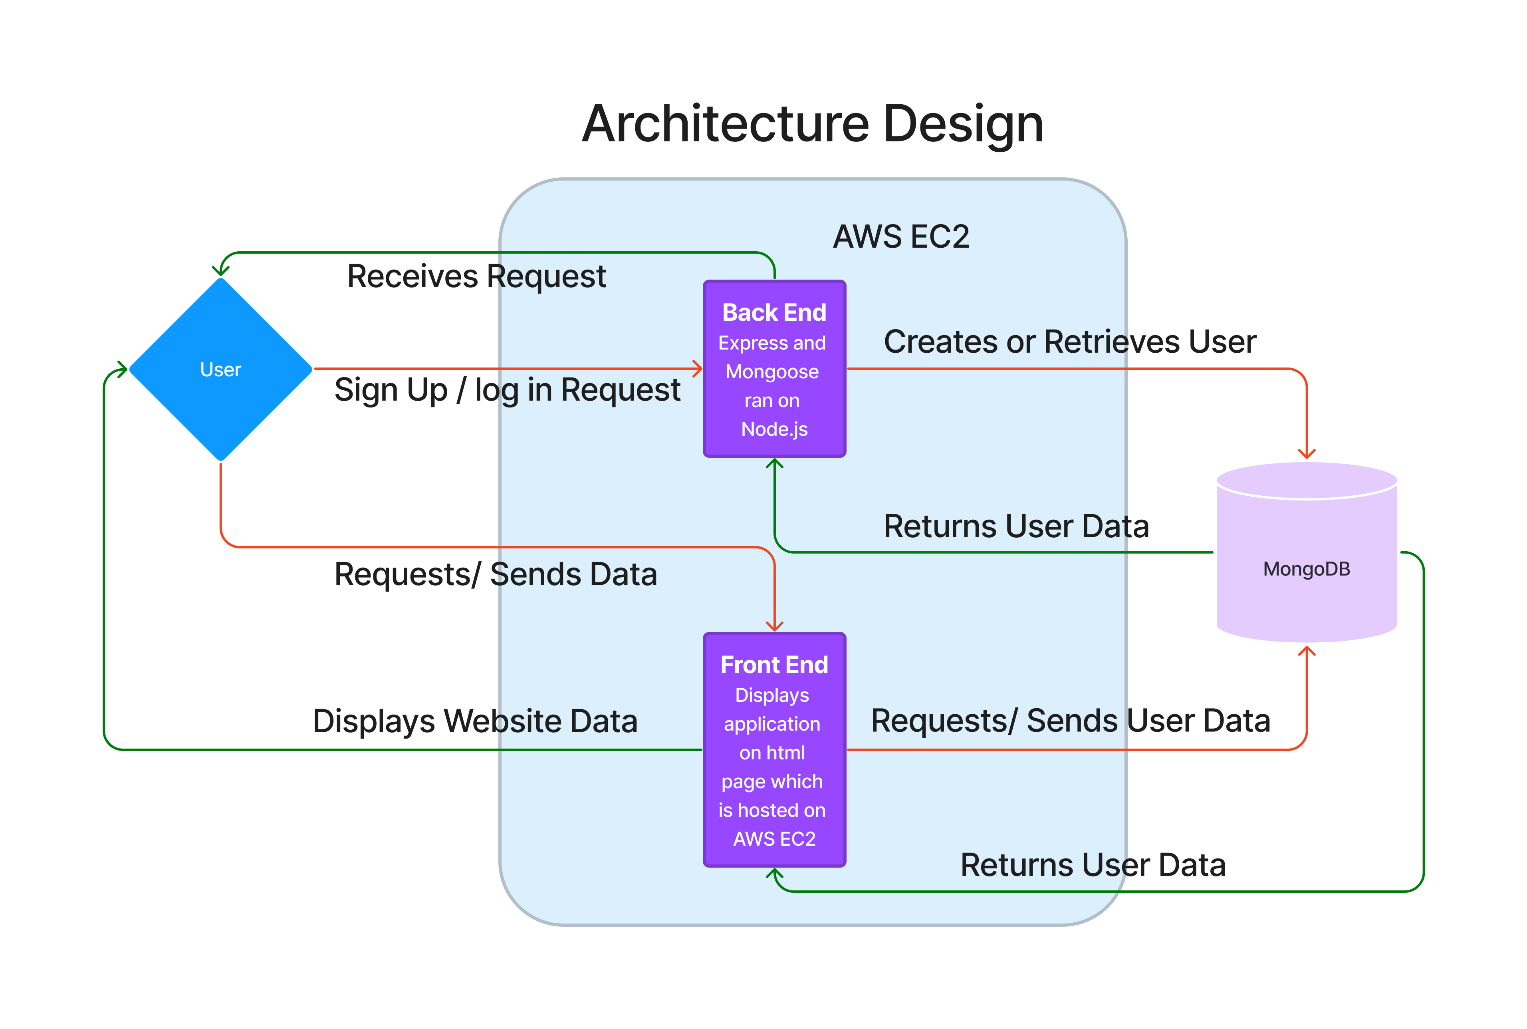 Architecture Design
AWS EC2
Receives Request
Back End
Express and
Mongoose
ran on
Node.js
Creates or Retrieves User
User
Sign Up / log in Request
Returns User Data
MongoDB
Requests/ Sends Data
Front End
Displays
application
on html
page which
is hosted on
AWS EC2
Displays Website Data
Requests/ Sends User Data
Returns User Data